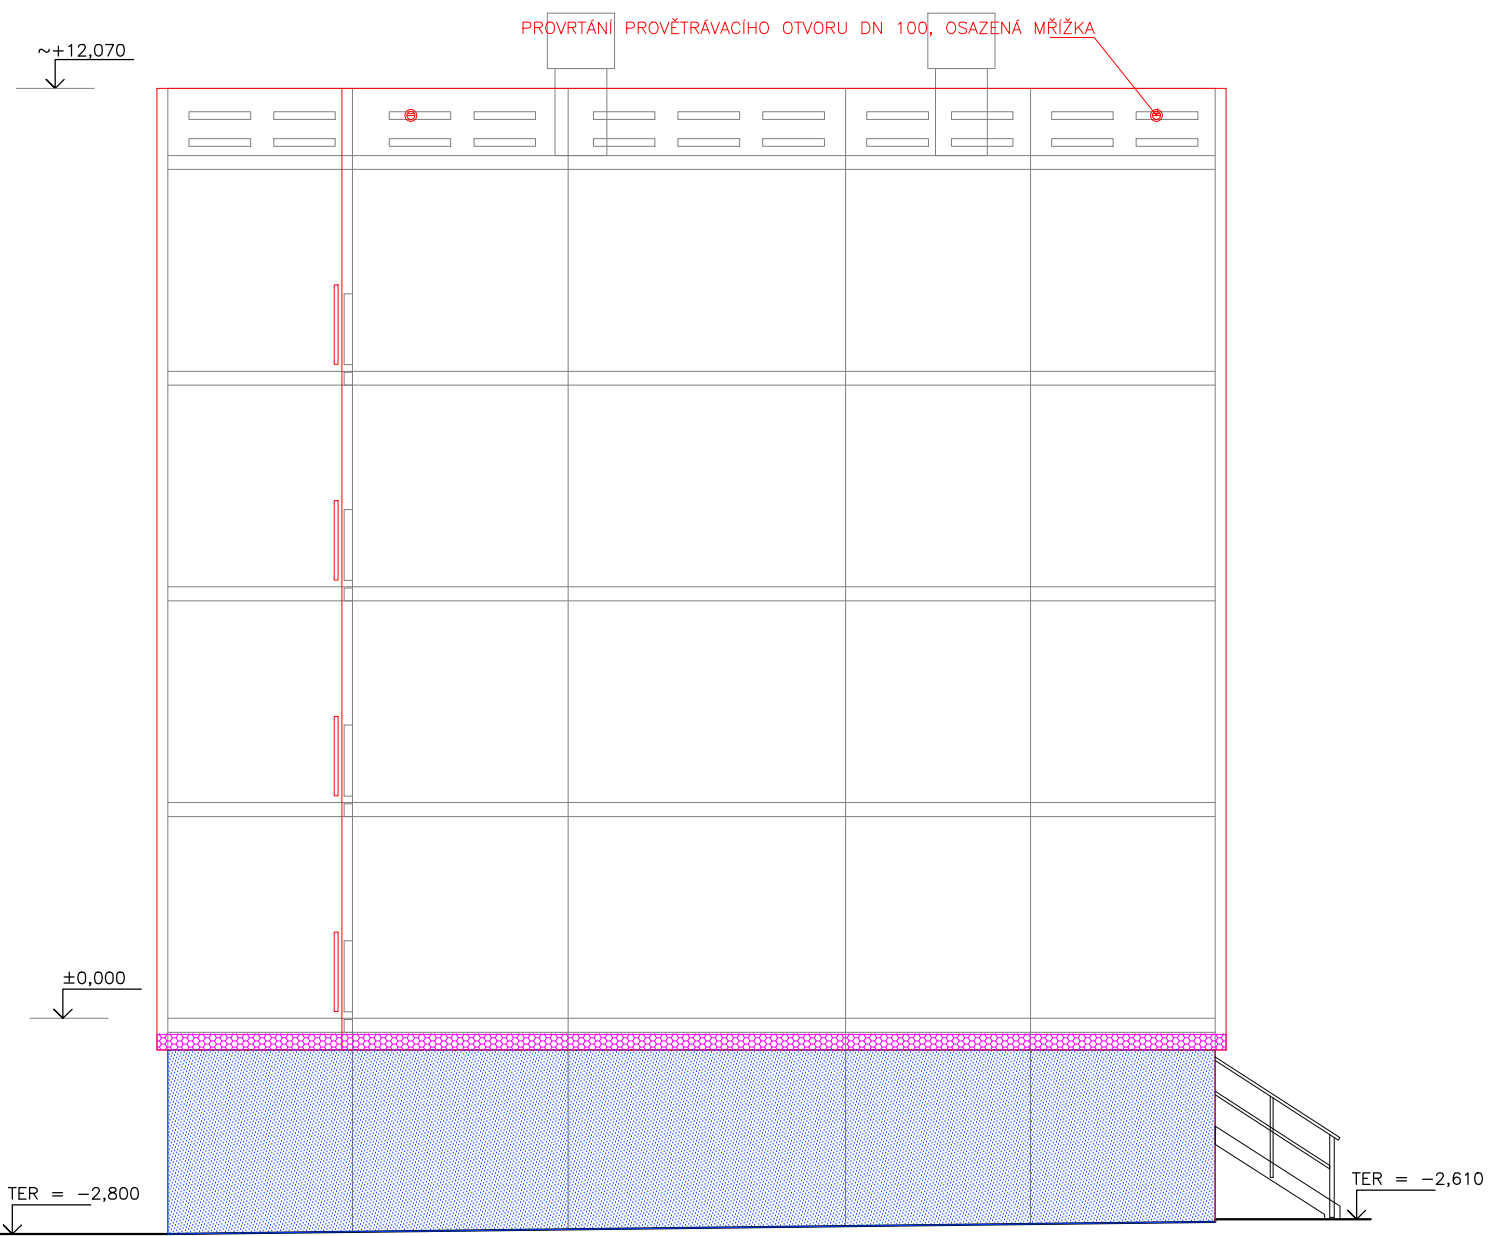 PROVRTÁNÍ PROVĚTRÁVACÍHO OTVORU DN 100, OSAZENÁ MŘÍŽKA
~+12,070
±0,000
TER = −2,800
TER = −2,610